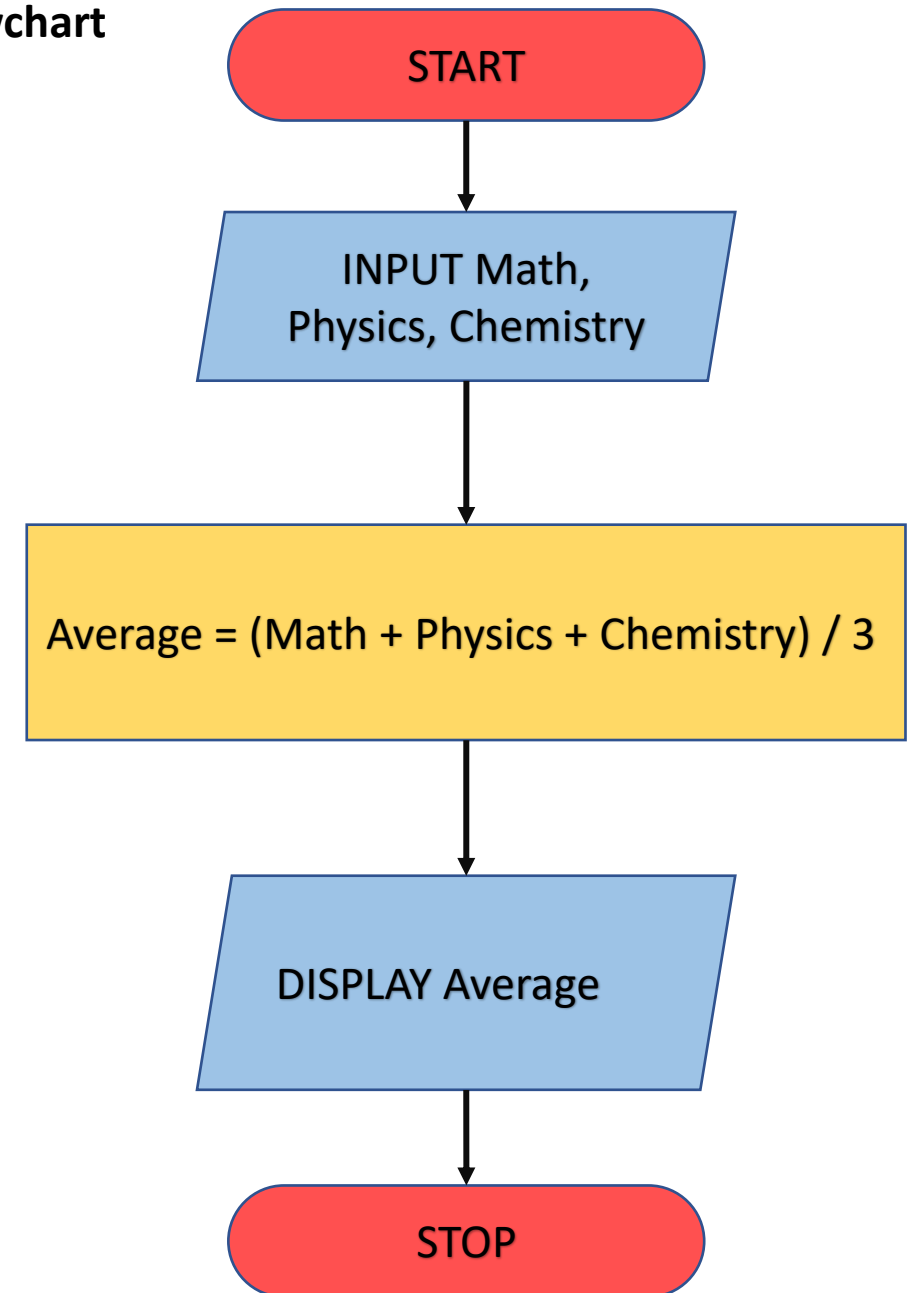 START
INPUT Math,
Physics, Chemistry
Average = (Math + Physics + Chemistry) / 3
DISPLAY Average
STOP